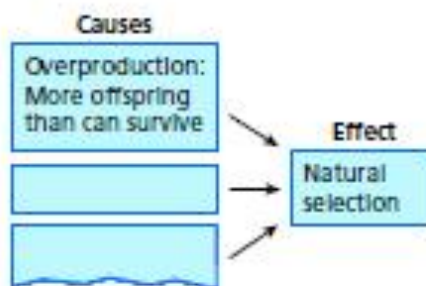 Causes
Overproduction:
More offspring
than can survive
Effect
Natural
selection